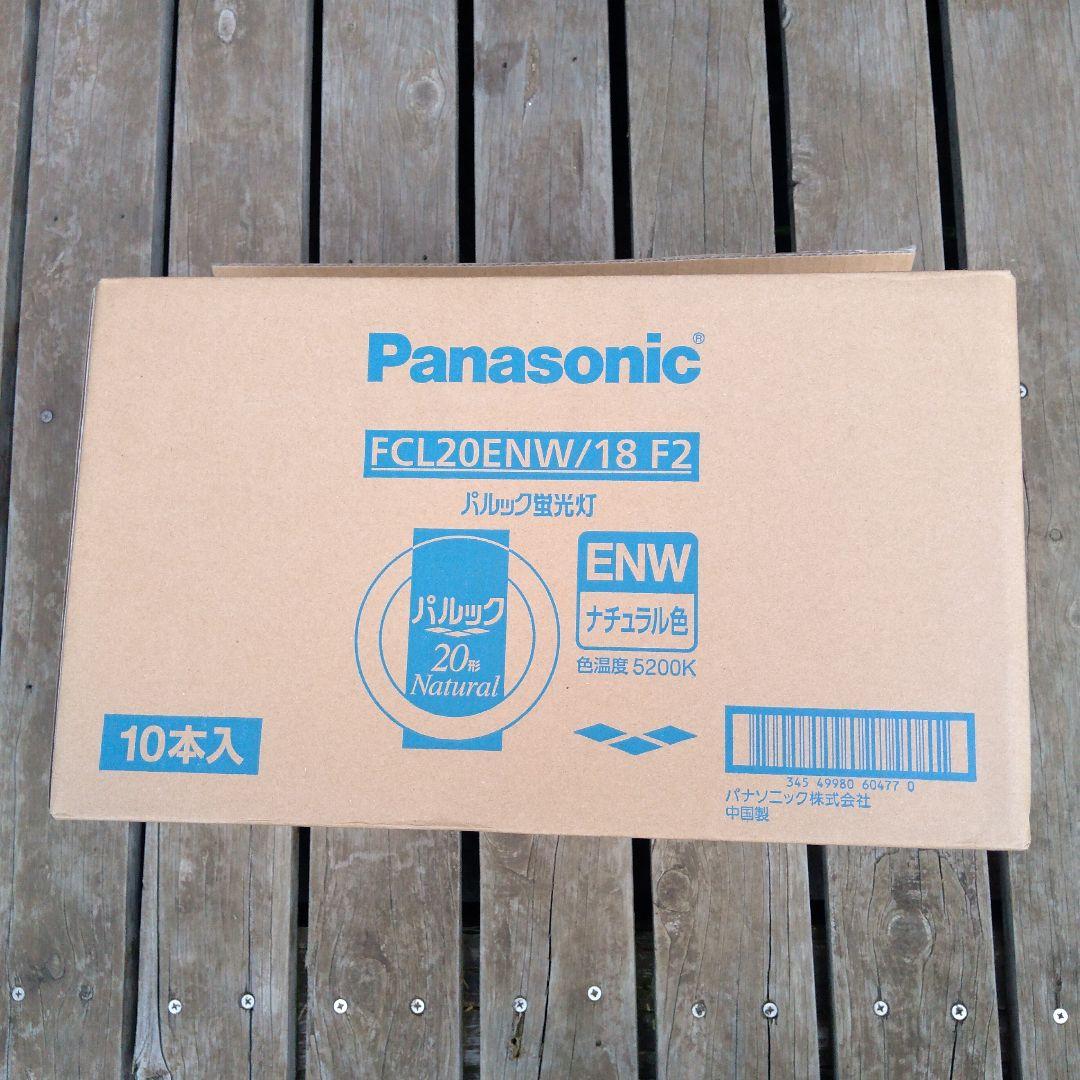 Panasonic®
FCL20ENW/18 F2
パルック蛍光灯
パルック
20形
Natural
ENW
ナチュラル色
色温度 5200K
10本入
345 49980 60477 0
パナソニック株式会社
中国製